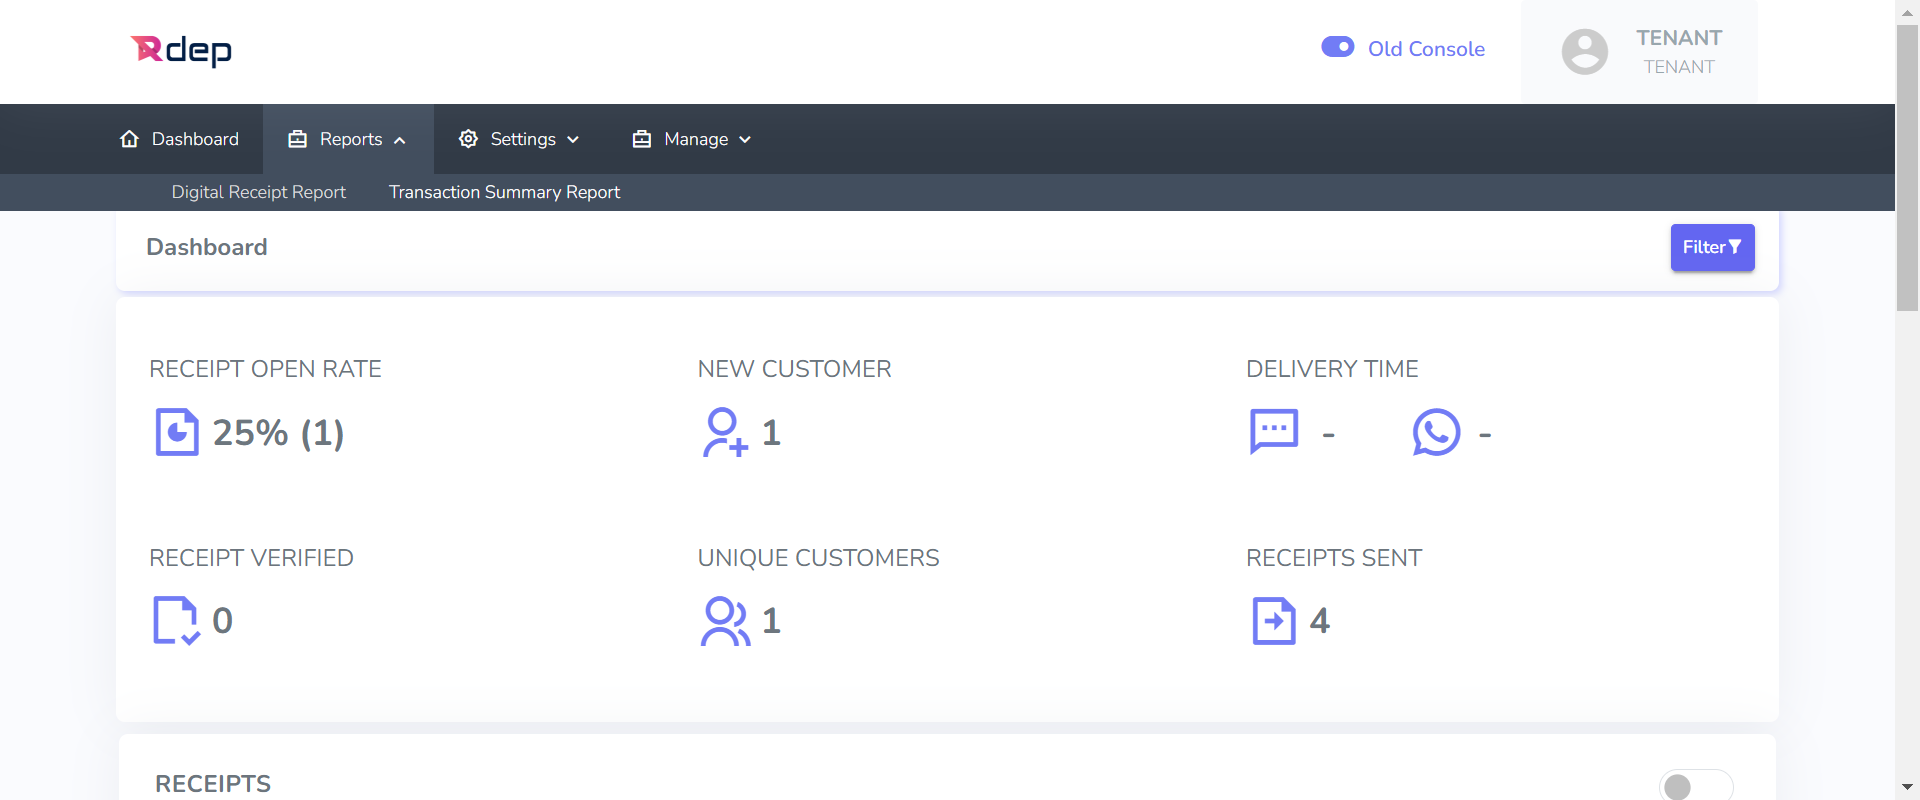 Rdep
Old Console
TENANT
TENANT
Dashboard
Reports
Settings
Manage
Digital Receipt Report
Transaction Summary Report
Dashboard
Filter
RECEIPT OPEN RATE
25% (1)
NEW CUSTOMER
1
DELIVERY TIME
-
-
RECEIPT VERIFIED
0
UNIQUE CUSTOMERS
1
RECEIPTS SENT
4
RECEIPTS